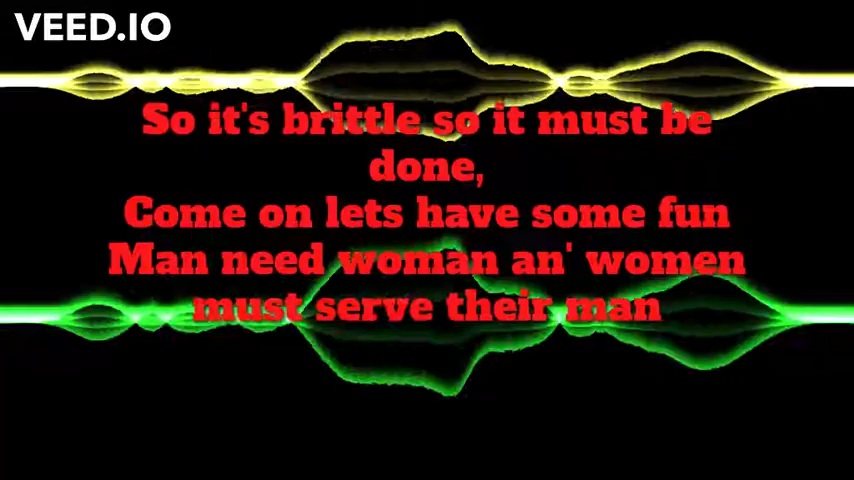 VEED.IO
So it's brittle so it must be
done,
Come on lets have some fun
Man need woman an' women
must serve their man